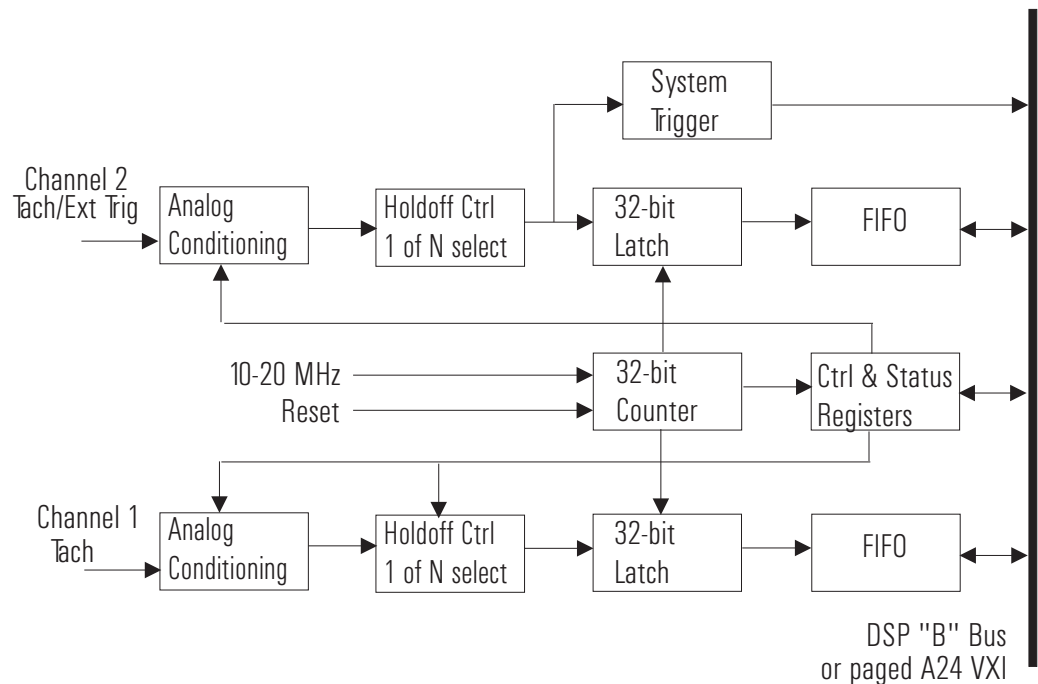 System
Trigger
Channel 2
Tach/Ext Trig
Analog
Conditioning
Holdoff Ctrl
1 of N select
32-bit
Latch
FIFO
10-20 MHz
Reset
32-bit
Counter
Ctrl & Status
Registers
Channel 1
Tach
Analog
Conditioning
Holdoff Ctrl
1 of N select
32-bit
Latch
FIFO
DSP "B" Bus
or paged A24 VXI